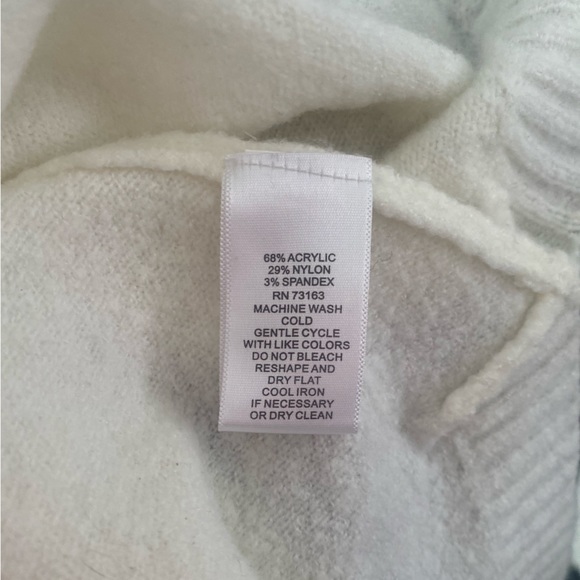 68% ACRYLIC
29% NYLON
3% SPANDEX
RN 73163
MACHINE WASH
COLD
GENTLE CYCLE
WITH LIKE COLORS
DO NOT BLEACH
RESHAPE AND
DRY FLAT
COOL IRON
IF NECESSARY
OR DRY CLEAN